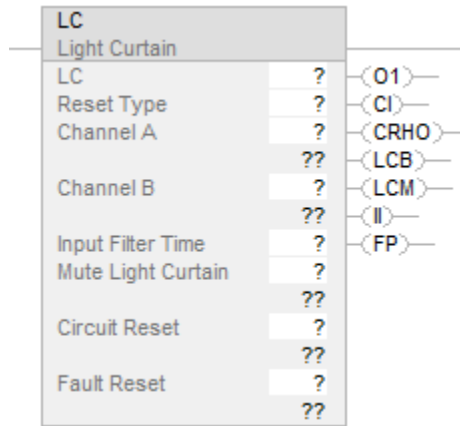 LC
Light Curtain
LC ? O1
Reset Type ? CI
Channel A ? CRHO
?? LCB
Channel B ? LCM
?? II
Input Filter Time ? FP
Mute Light Curtain ?
??
Circuit Reset ?
??
Fault Reset ?
??